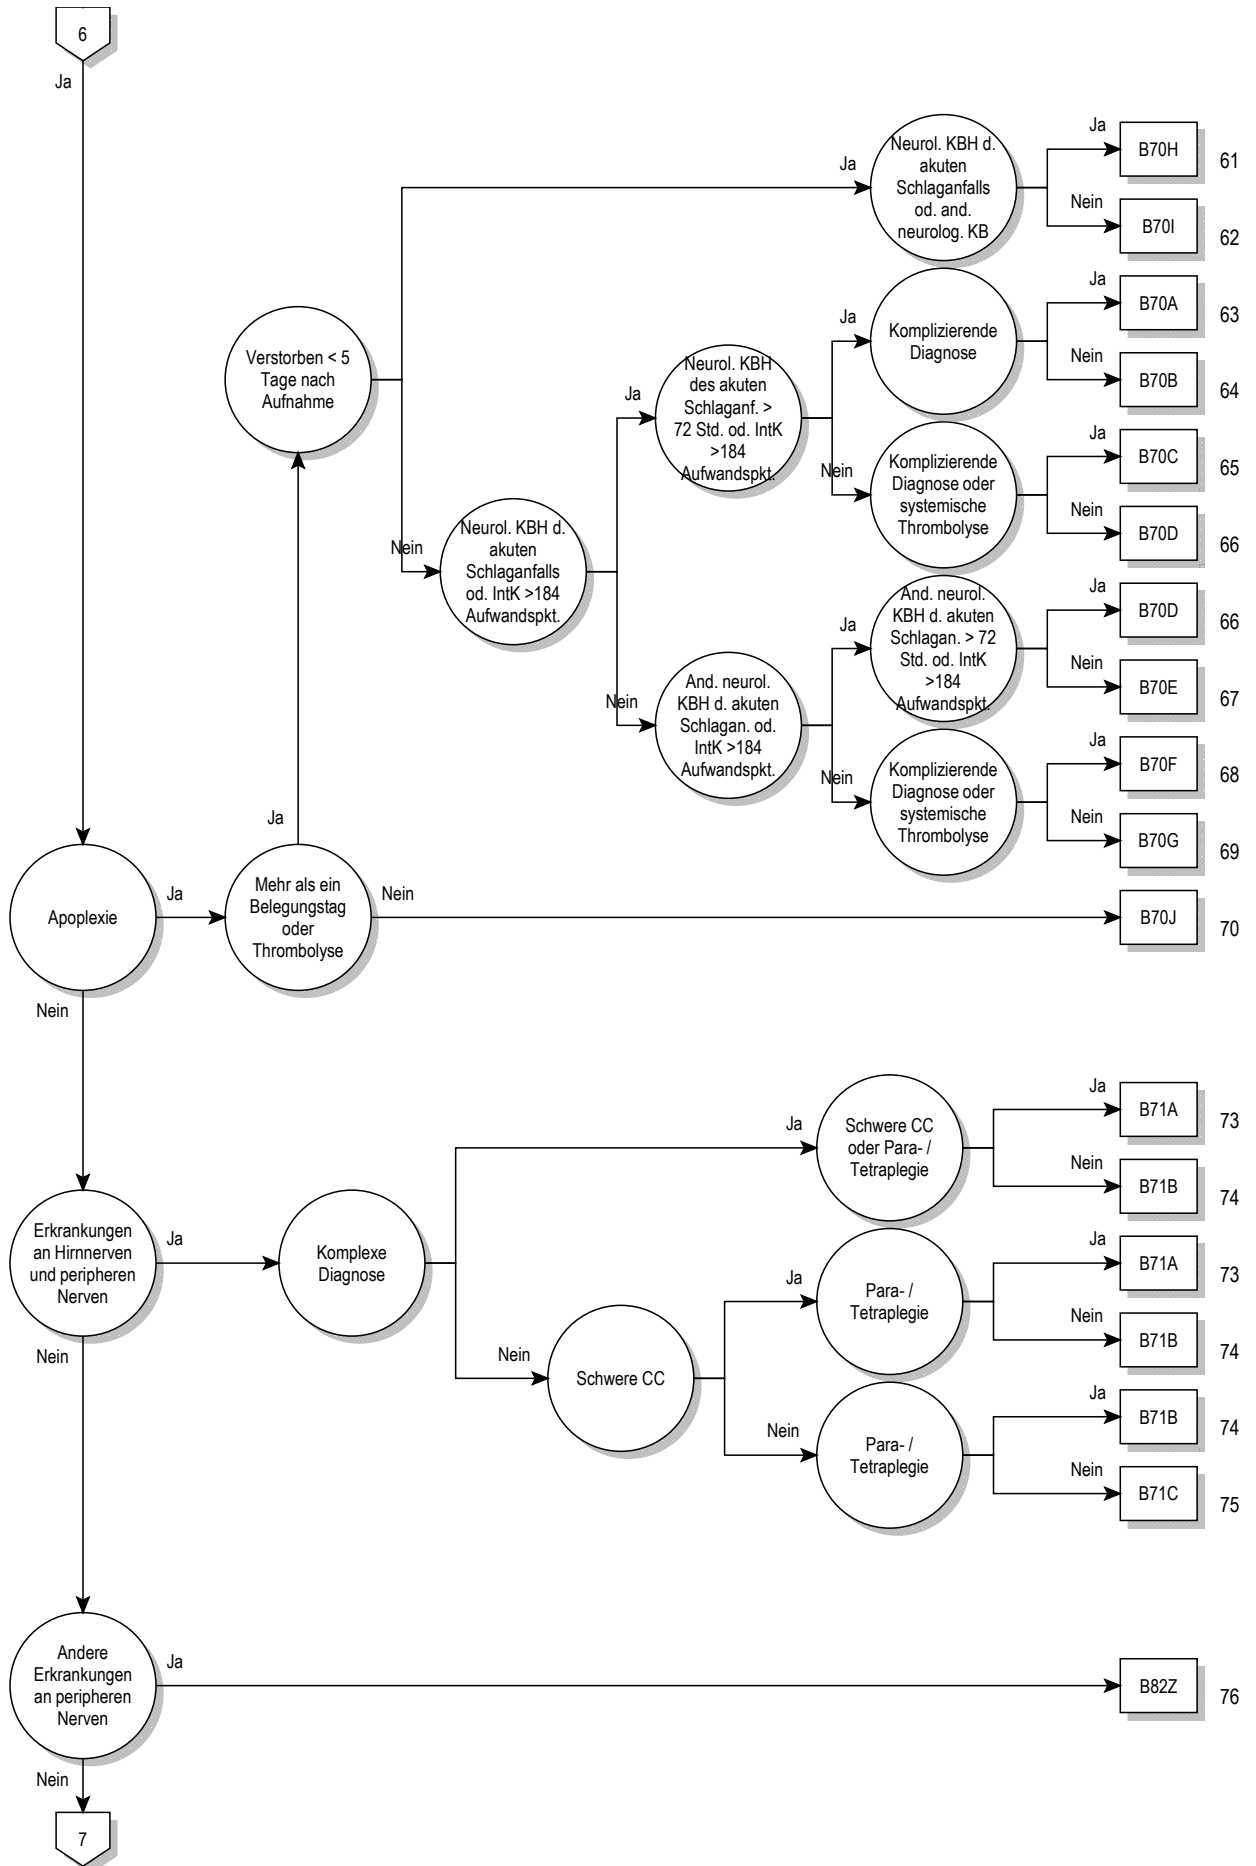 6
Ja
Ja
Neurol. KBH d.
akuten
Schlaganfalls
od. and.
neurolog. KB
Ja
B70H
61
Nein
B70I
62
Verstorben < 5
Tage nach
Aufnahme
Ja
Neurol. KBH
des akuten
Schlaganf. >
72 Std. od. IntK
>184
Aufwandspkt.
Ja
Komplizierende
Diagnose
Ja
B70A
63
Nein
B70B
64
Nein
Komplizierende
Diagnose oder
systemische
Thrombolyse
Ja
B70C
65
Nein
B70D
66
Nein
Neurol. KBH d.
akuten
Schlaganfalls
od. IntK >184
Aufwandspkt.
Nein
And. neurol.
KBH d. akuten
Schlagan. od.
IntK >184
Aufwandspkt.
Ja
And. neurol.
KBH d. akuten
Schlagan. > 72
Std. od. IntK
>184
Aufwandspkt.
Ja
B70D
66
Nein
B70E
67
Nein
Komplizierende
Diagnose oder
systemische
Thrombolyse
Ja
B70F
68
Nein
B70G
69
Ja
Apoplexie
Ja
Mehr als ein
Belegungstag
oder
Thrombolyse
Nein
B70J
70
Nein
Ja
Schwere CC
oder Para- /
Tetraplegie
Ja
B71A
73
Nein
B71B
74
Erkrankungen
an Hirnnerven
und peripheren
Nerven
Ja
Komplexe
Diagnose
Ja
Para- /
Tetraplegie
Ja
B71A
73
Nein
B71B
74
Nein
Nein
Schwere CC
Nein
Para- /
Tetraplegie
Ja
B71B
74
Nein
B71C
75
Andere
Erkrankungen
an peripheren
Nerven
Ja
B82Z
76
Nein
7